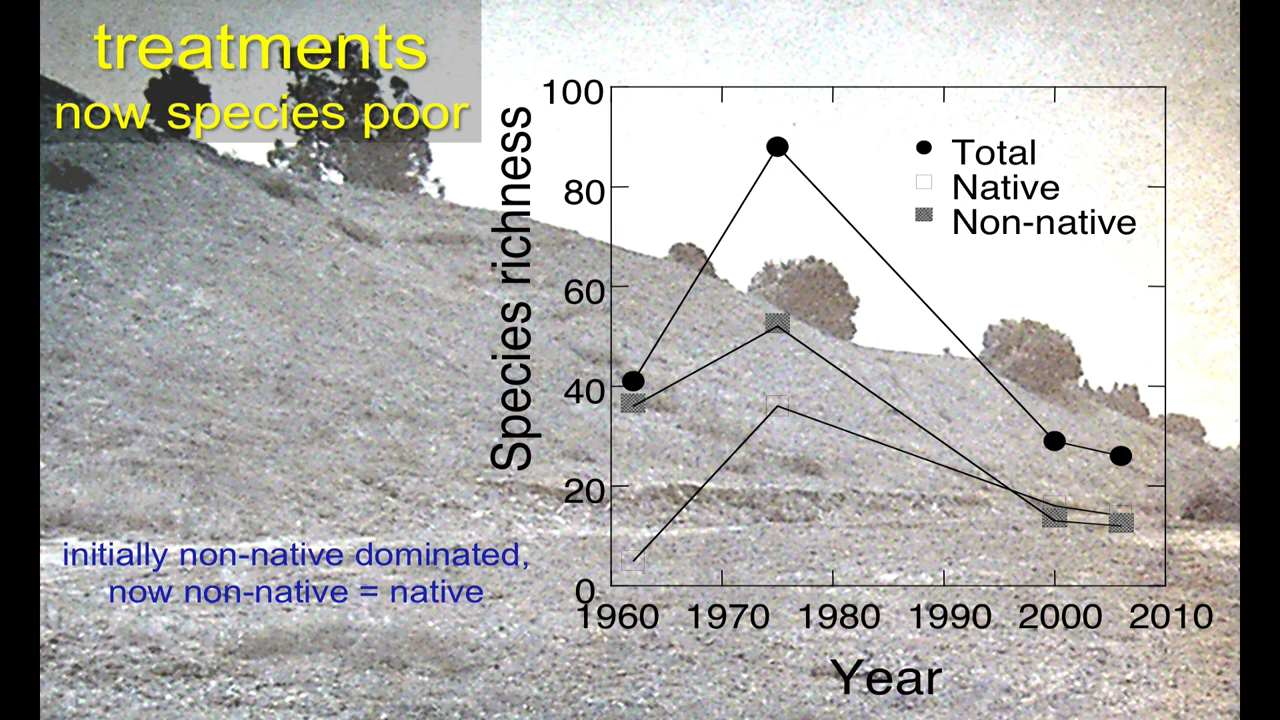 treatments
now species poor
100
80
60
40
20
0
Species richness
Total
Native
Non-native
initially non-native dominated,
now non-native = native
1960 1970 1980 1990 2000 2010
Year